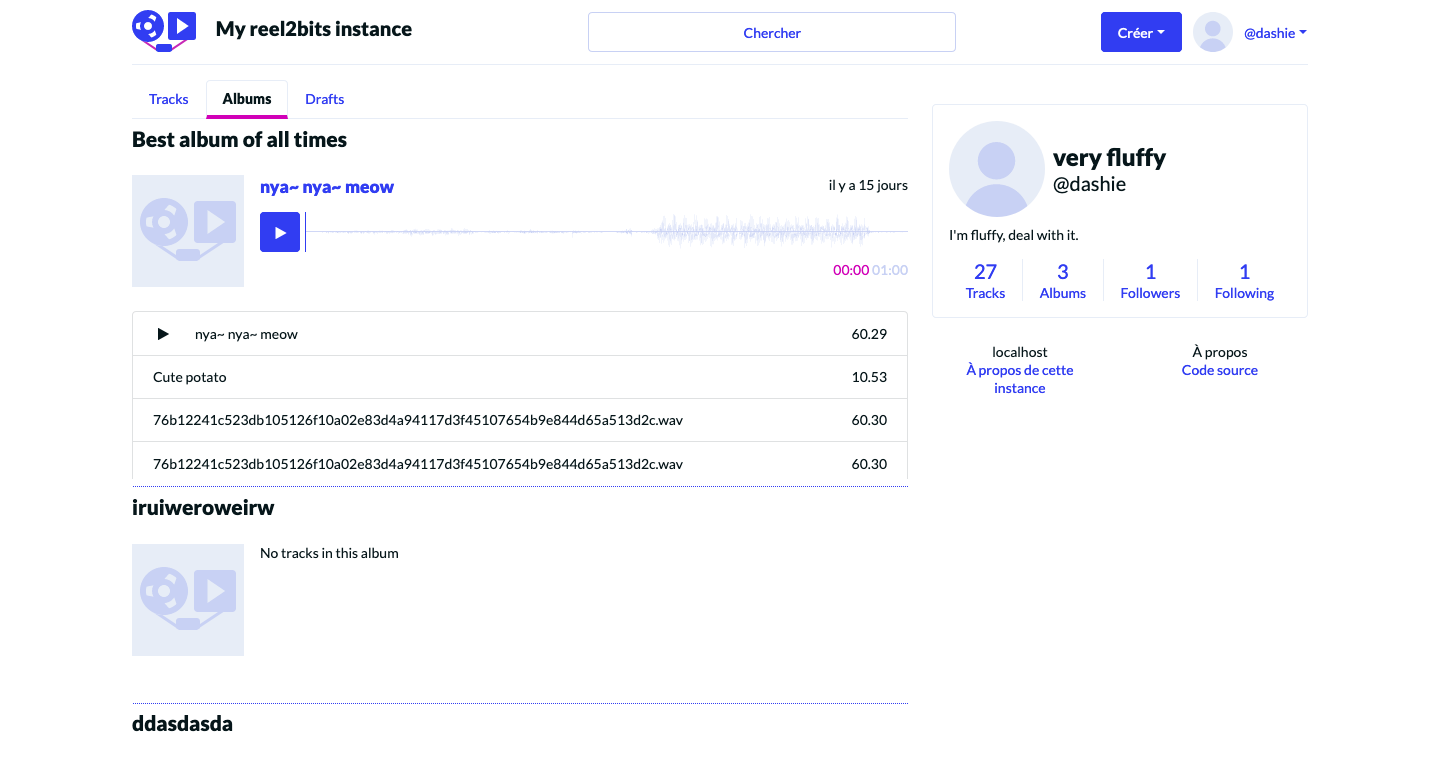 My reel2bits instance
Chercher
Créer
@dashie
Tracks Albums Drafts
Best album of all times
nya~ nya~ meow
il y a 15 jours
00:00 01:00
nya~ nya~ meow 60.29
Cute potato 10.53
76b12241c523db105126f10a02e83d4a94117d3f45107654b9e844d65a513d2c.wav 60.30
76b12241c523db105126f10a02e83d4a94117d3f45107654b9e844d65a513d2c.wav 60.30
iruiweroweirw
No tracks in this album
ddasdasda
very fluffy
@dashie
I'm fluffy, deal with it.
27 3 1 1
Tracks Albums Followers Following
localhost
À propos de cette
instance
À propos
Code source